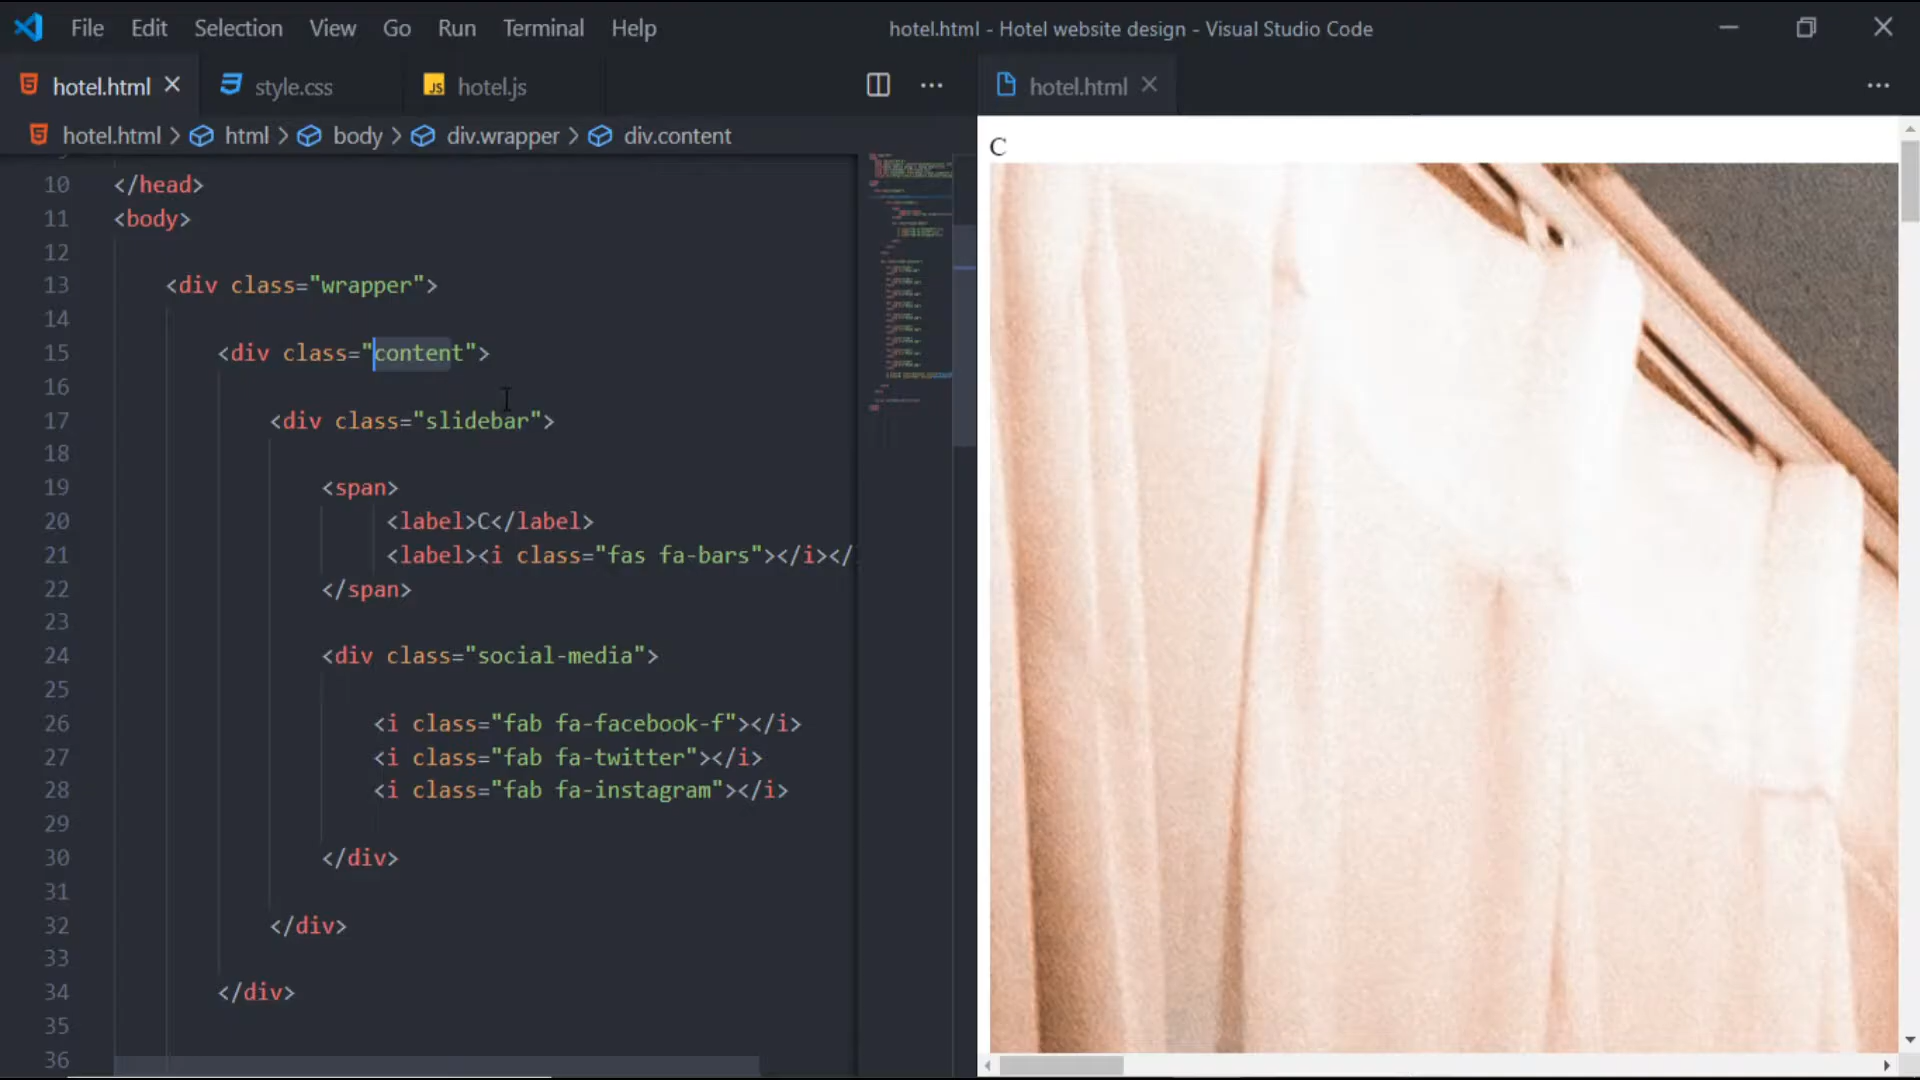 File Edit Selection View Go Run Terminal Help
hotel.html - Hotel website design - Visual Studio Code
hotel.html style.css JS hotel.js
hotel.html
hotel.html > html > body > div.wrapper > div.content
10 </head>
11 <body>
12
13 <div class="wrapper">
14
15 <div class="content">
16
17 <div class="slidebar">
18
19 <span>
20 <label>C</label>
21 <label><i class="fas fa-bars"></i></
22 </span>
23
24 <div class="social-media">
25
26 <i class="fab fa-facebook-f"></i>
27 <i class="fab fa-twitter"></i>
28 <i class="fab fa-instagram"></i>
29
30 </div>
31
32 </div>
33
34 </div>
35
36
C